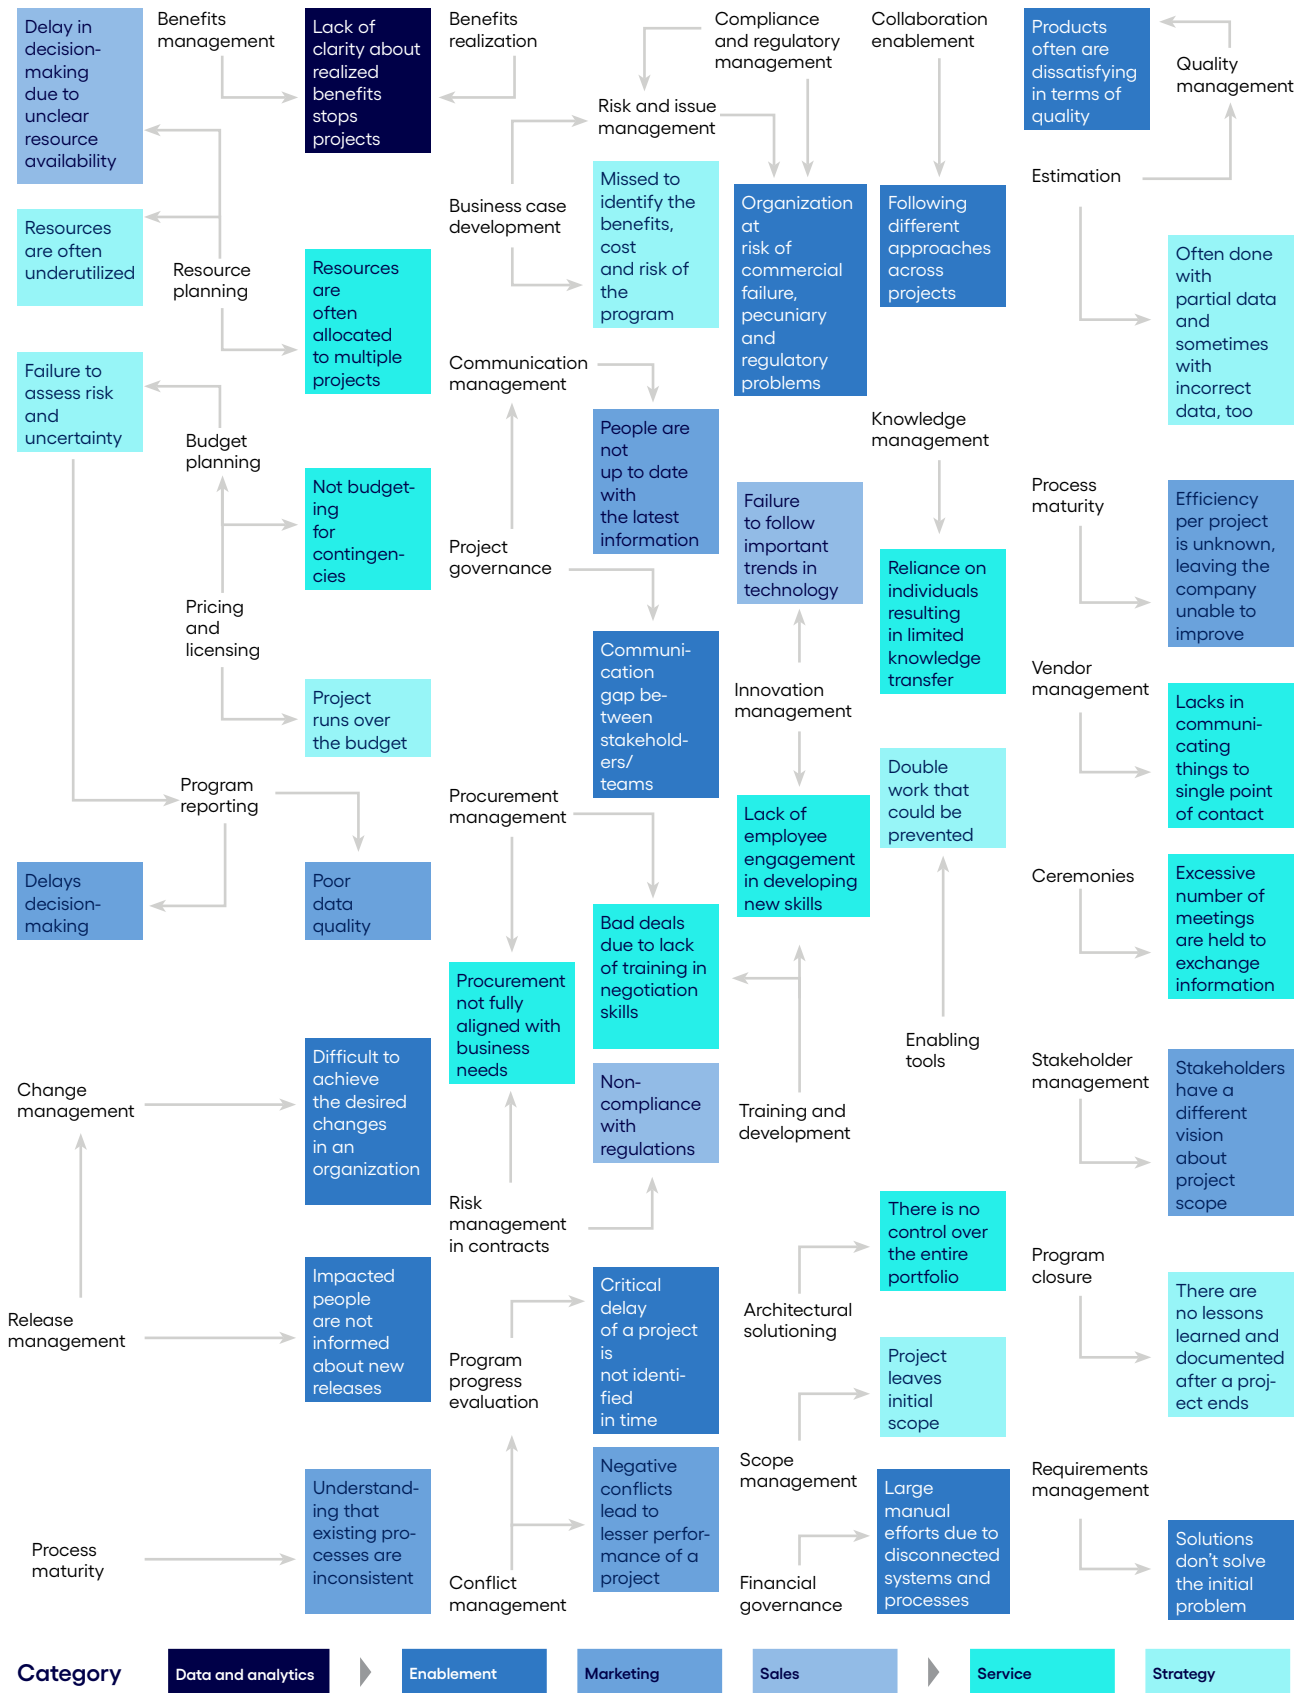 Delay in
decision-
making
due to
unclear
resource
availability
Benefits
management
Lack of
clarity about
realized
benefits
stops
projects
Benefits
realization
Compliance
and regulatory
management
Collaboration
enablement
Products
often are
dissatisfying
in terms of
quality
Quality
management
Risk and issue
management
Resources
are often
underutilized
Resource
planning
Resources
are
often
allocated
to multiple
projects
Business case
development
Missed to
identify the
benefits,
cost
and risk of
the
program
Organization
at
risk of
commercial
failure,
pecuniary
and
regulatory
problems
Following
different
approaches
across
projects
Estimation
Often done
with
partial data
and
sometimes
with
incorrect
data, too
Failure to
assess risk
and
uncertainty
Budget
planning
Not budget-
ing
for
contingen-
cies
Communication
management
People are
not
up to date
with
the latest
information
Project
governance
Knowledge
management
Failure
to follow
important
trends in
technology
Reliance on
individuals
resulting
in limited
knowledge
transfer
Process
maturity
Efficiency
per project
is unknown,
leaving the
company
unable to
improve
Pricing
and
licensing
Project
runs over
the budget
Communi-
cation
gap be-
tween
stakehold-
ers/
teams
Innovation
management
Vendor
management
Lacks in
communi-
cating
things to
single point
of contact
Program
reporting
Delays
decision-
making
Poor
data
quality
Procurement
management
Lack of
employee
engagement
in developing
new skills
Double
work that
could be
prevented
Ceremonies
Excessive
number of
meetings
are held to
exchange
information
Procurement
not fully
aligned with
business
needs
Bad deals
due to lack
of training in
negotiation
skills
Enabling
tools
Change
management
Difficult to
achieve
the desired
changes
in an
organization
Non-
compliance
with
regulations
Training and
development
Stakeholder
management
Stakeholders
have a
different
vision
about
project
scope
Risk
management
in contracts
There is no
control over
the entire
portfolio
Program
closure
There are
no lessons
learned and
documented
after a proj-
ect ends
Release
management
Impacted
people
are not
informed
about new
releases
Program
progress
evaluation
Critical
delay
of a project
is
not identi-
fied
in time
Architectural
solutioning
Project
leaves
initial
scope
Scope
management
Requirements
management
Process
maturity
Understand-
ing that
existing pro-
cesses are
inconsistent
Conflict
management
Negative
conflicts
lead to
lesser perfor-
mance of a
project
Financial
governance
Large
manual
efforts due to
disconnected
systems and
processes
Solutions
don't solve
the initial
problem
Category
Data and analytics
Enablement
Marketing
Sales
Service
Strategy